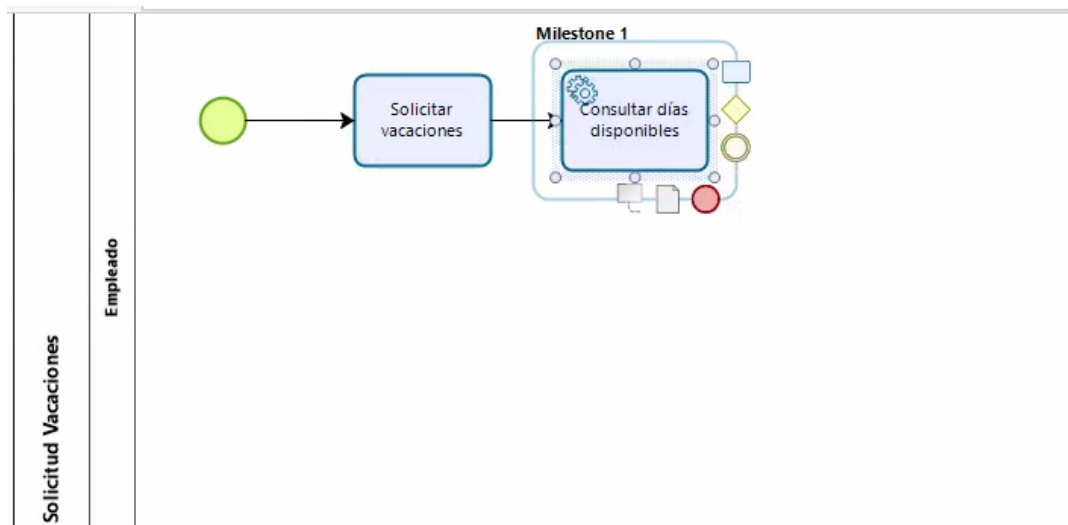 Milestone 1
Solicitar
vacaciones
Consultar días
disponibles
Empleado
Solicitud Vacaciones